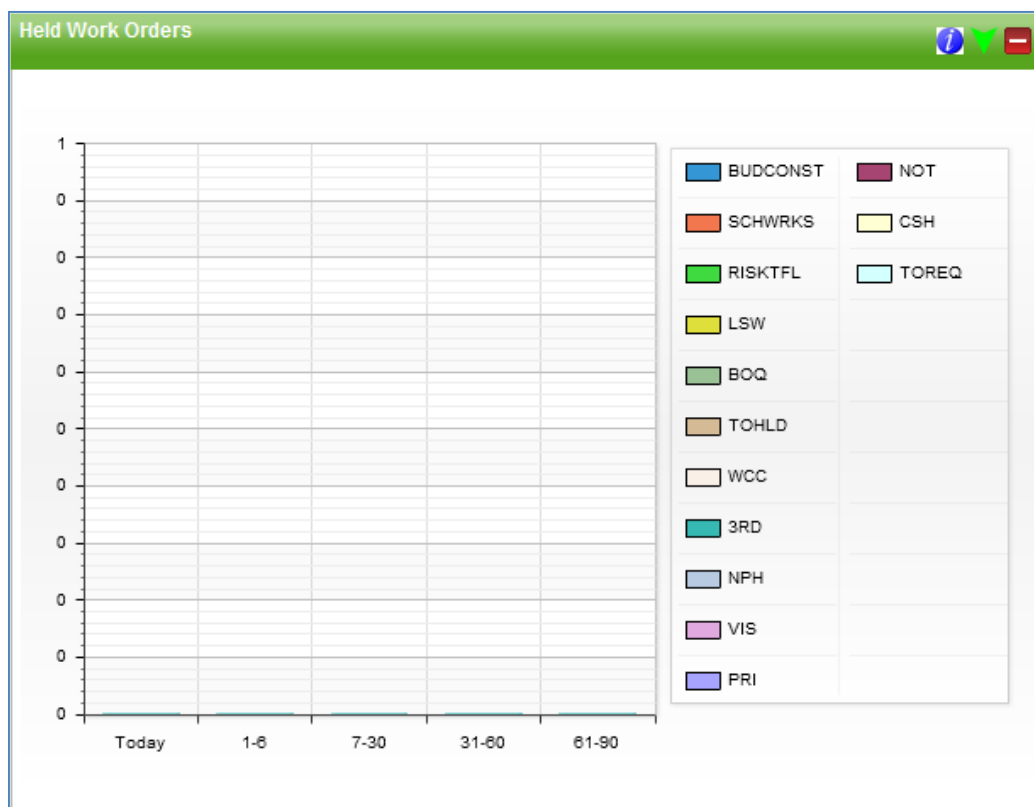 Held Work Orders
i
1
0
0
0
0
0
0
0
0
0
0
Today 1-6 7-30 31-60 61-90
BUDCONST NOT
SCHWRKS CSH
RISKTFL TOREQ
LSW
BOQ
TOHLD
WCC
3RD
NPH
VIS
PRI